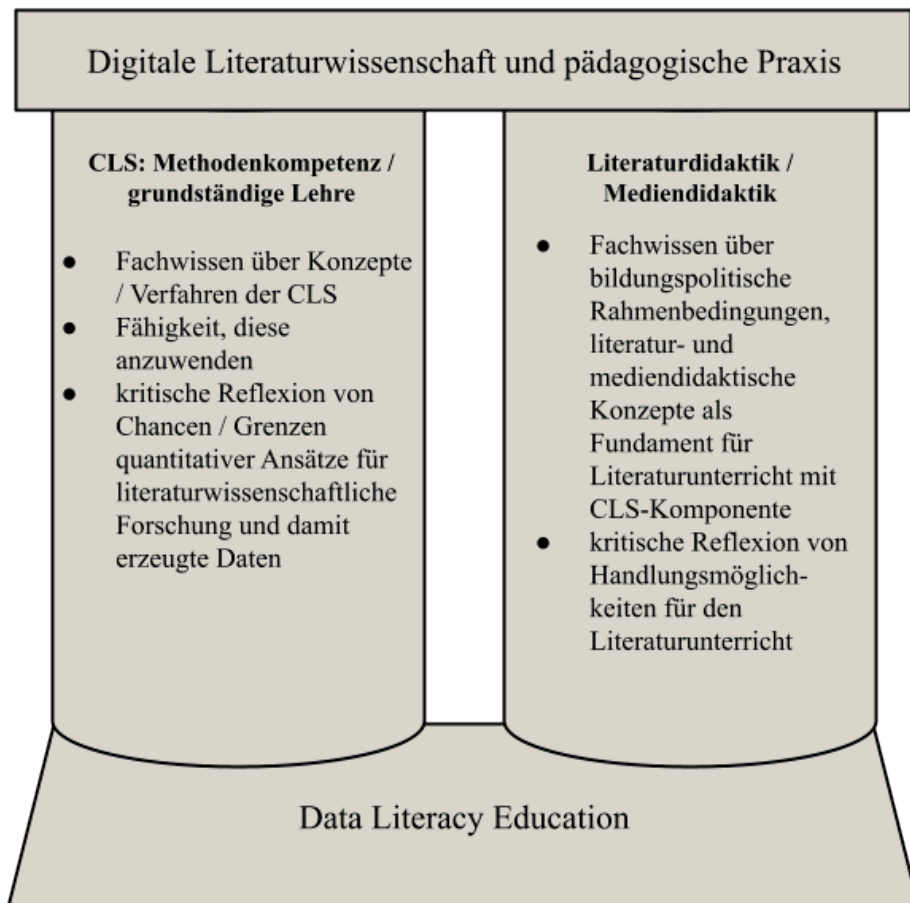 Digitale Literaturwissenschaft und pädagogische Praxis
CLS: Methodenkompetenz /
grundständige Lehre
● Fachwissen über Konzepte
/ Verfahren der CLS
● Fähigkeit, diese
anzuwenden
● kritische Reflexion von
Chancen / Grenzen
quantitativer Ansätze für
literaturwissenschaftliche
Forschung und damit
erzeugte Daten
Literaturdidaktik /
Mediendidaktik
● Fachwissen über
bildungspolitische
Rahmenbedingungen,
literatur- und
mediendidaktische
Konzepte als
Fundament für
Literaturunterricht mit
CLS-Komponente
● kritische Reflexion von
Handlungsmöglich-
keiten für den
Literaturunterricht
Data Literacy Education